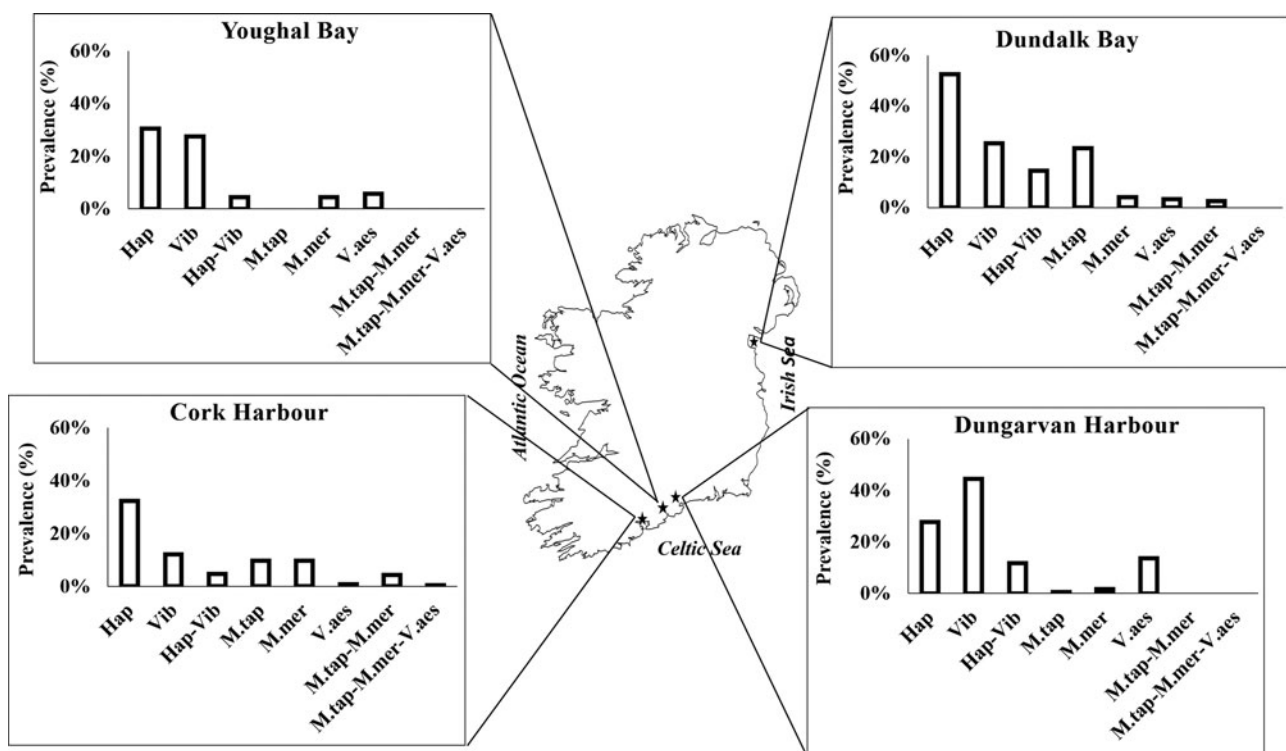 Youghal Bay
Prevalence (%)
60%
40%
20%
0%
Hap
Vib
Hap-Vib
M.tap
M.mer
V.aes
M.tap-M.mer
M.tap-M.mer-V.aes
Dundalk Bay
Prevalence (%)
60%
40%
20%
0%
Hap
Vib
Hap-Vib
M.tap
M.mer
V.aes
M.tap-M.mer
M.tap-M.mer-V.aes
Atlantic Ocean
Irish Sea
Celtic Sea
Cork Harbour
Prevalence (%)
60%
40%
20%
0%
Hap
Vib
Hap-Vib
M.tap
M.mer
V.aes
M.tap-M.mer
M.tap-M.mer-V.aes
Dungarvan Harbour
Prevalence (%)
60%
40%
20%
0%
Hap
Vib
Hap-Vib
M.tap
M.mer
V.aes
M.tap-M.mer
M.tap-M.mer-V.aes